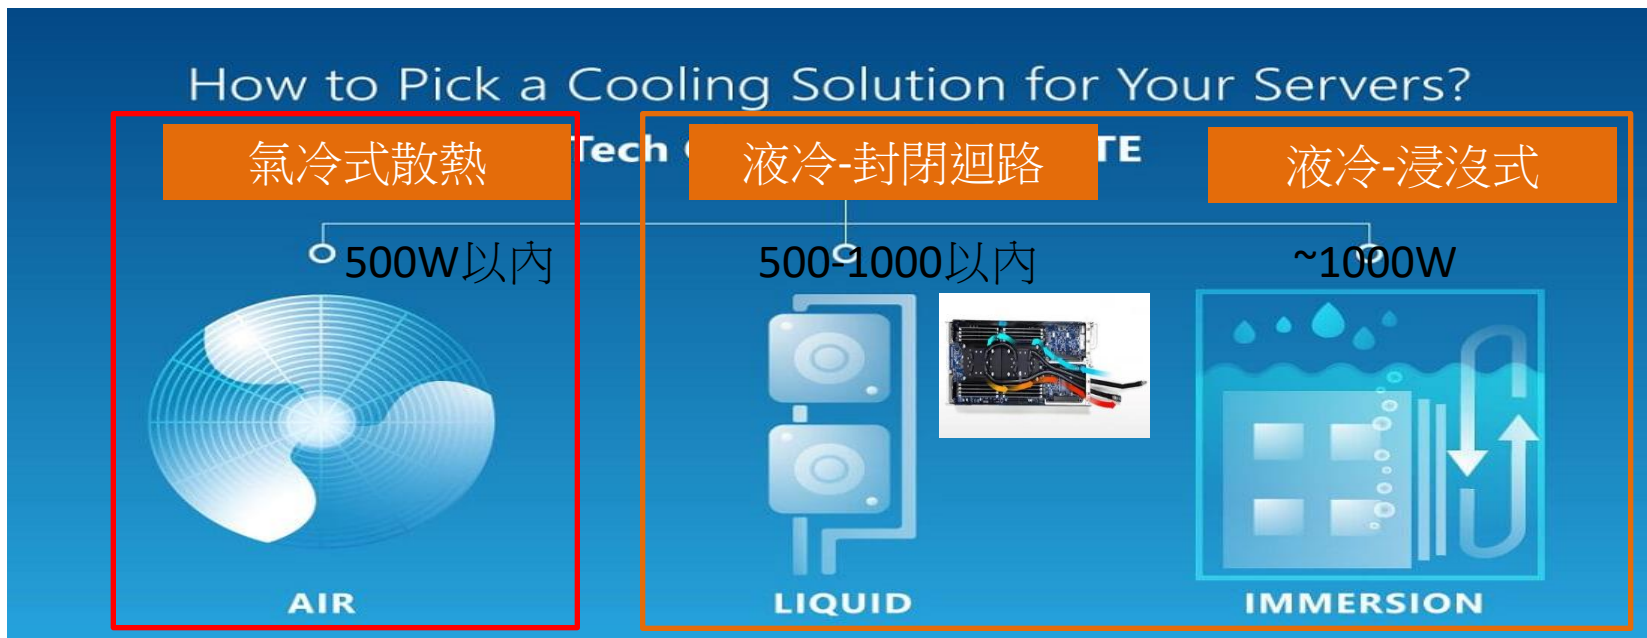 How to Pick a Cooling Solution for Your Servers?
Tech
TE
氣冷式散熱
液冷-封閉迴路
液冷-浸沒式
500W以內
500-1000以內
~1000W
AIR
LIQUID
IMMERSION